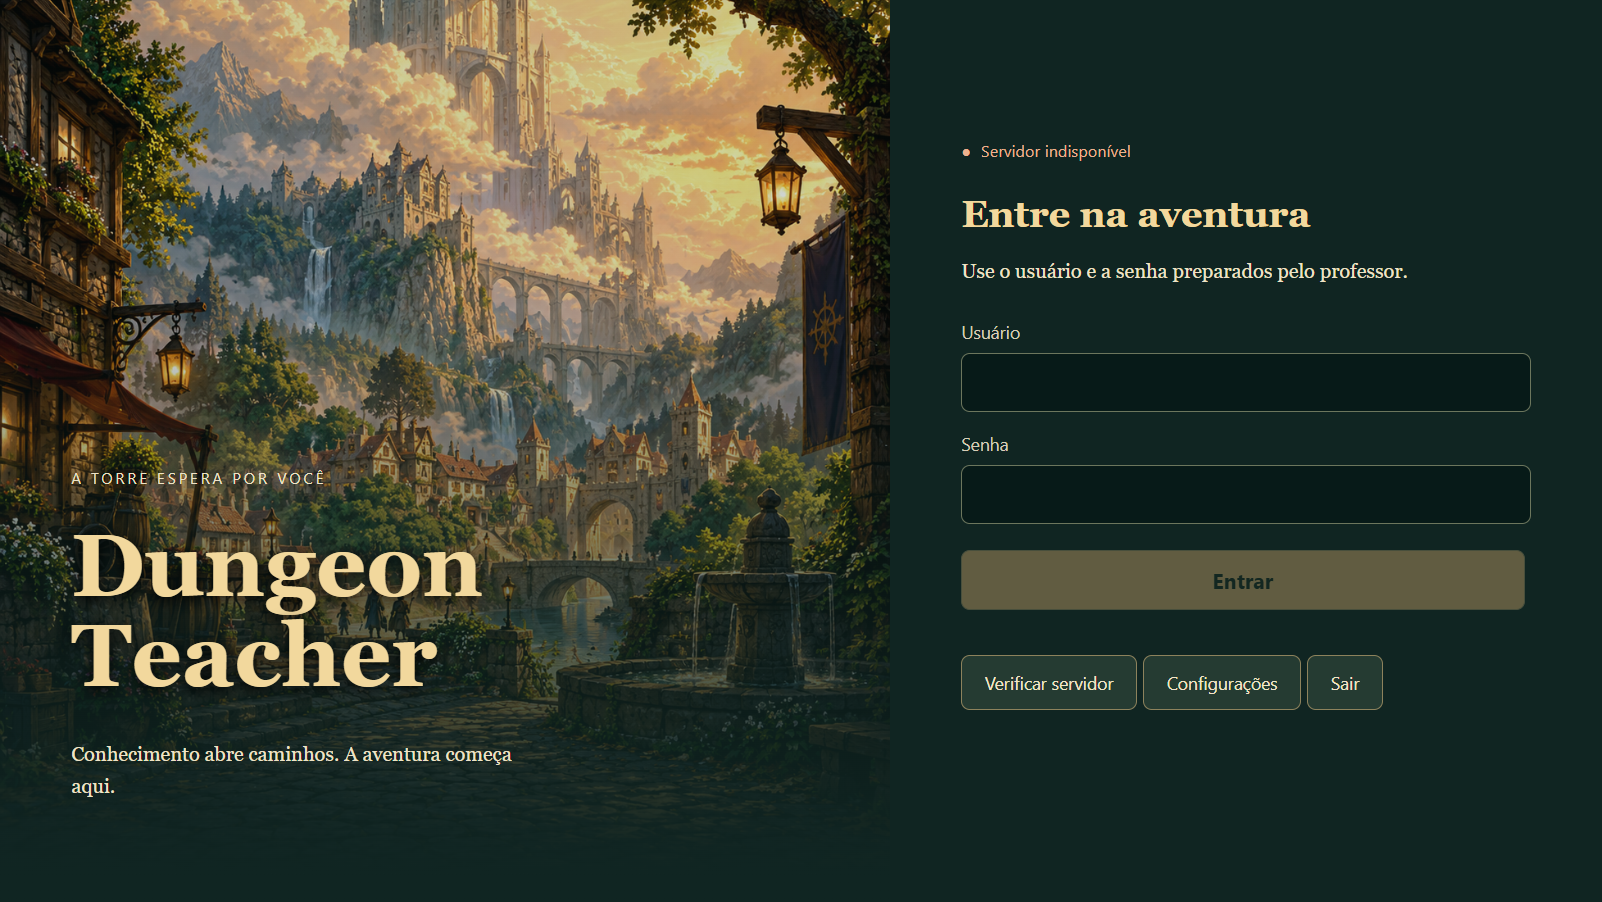 A TORRE ESPERA POR VOCÊ
Dungeon
Teacher
Conhecimento abre caminhos. A aventura começa
aqui.
Servidor indisponível
Entre na aventura
Use o usuário e a senha preparados pelo professor.
Usuário
Senha
Entrar
Verificar servidor
Configurações
Sair